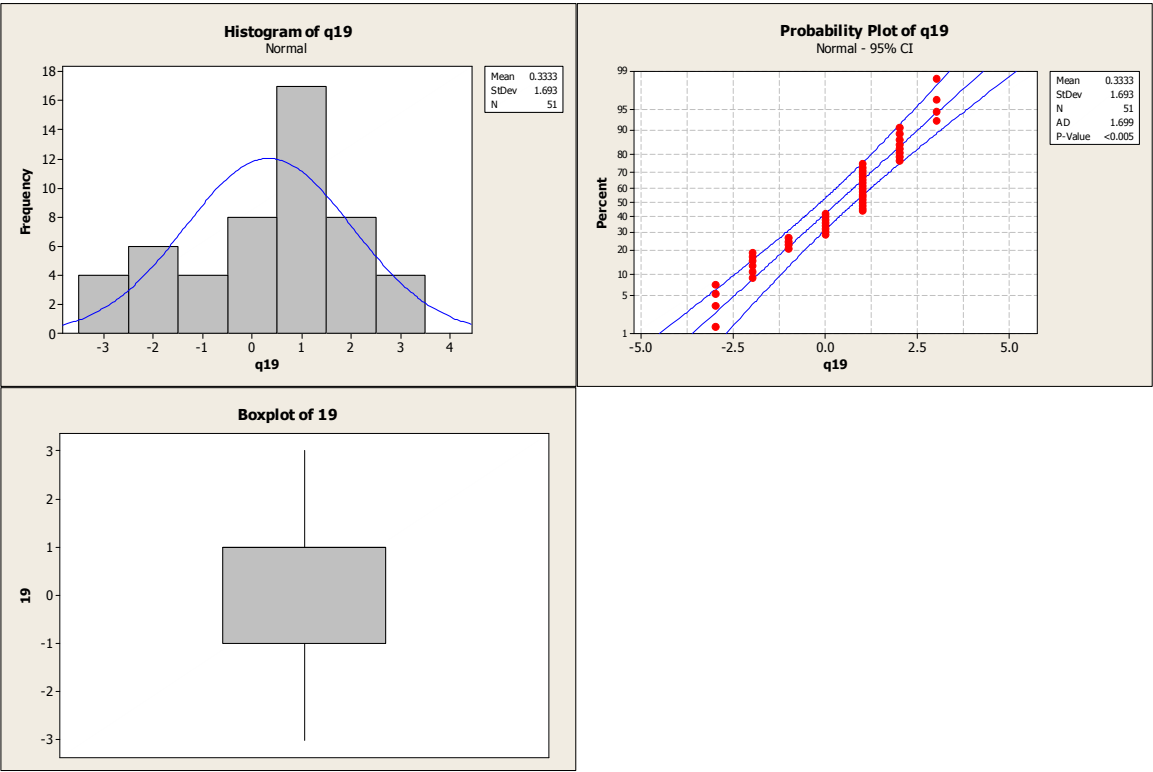 Histogram of q19
Normal
18
16
14
12
10
8
6
4
2
0
Frequency
-3 -2 -1 0 1 2 3 4
q19
Mean 0.3333
StDev 1.693
N 51
Probability Plot of q19
Normal - 95% CI
99
95
90
80
70
60
50
40
30
20
10
5
1
Percent
-5.0 -2.5 0.0 2.5 5.0
q19
Mean 0.3333
StDev 1.693
N 51
AD 1.699
P-Value <0.005
Boxplot of 19
3
2
1
0
-1
-2
-3
19